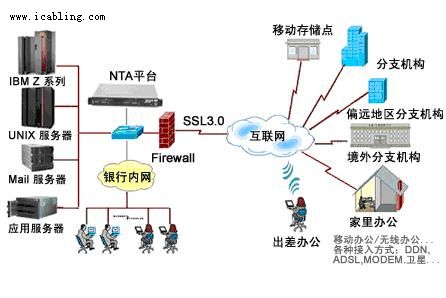 www.icabling.com
移动存储点
IBM Z 系列
NTA平台
分支机构
UNIX 服务器
SSL3.0
互联网
偏远地区分支机构
Firewall
境外分支机构
Mail 服务器
银行内网
应用服务器
出差办公
家里办公
移动办公/无线办公...
各种接入方式：DDN,
ADSL,MODEM.卫星...